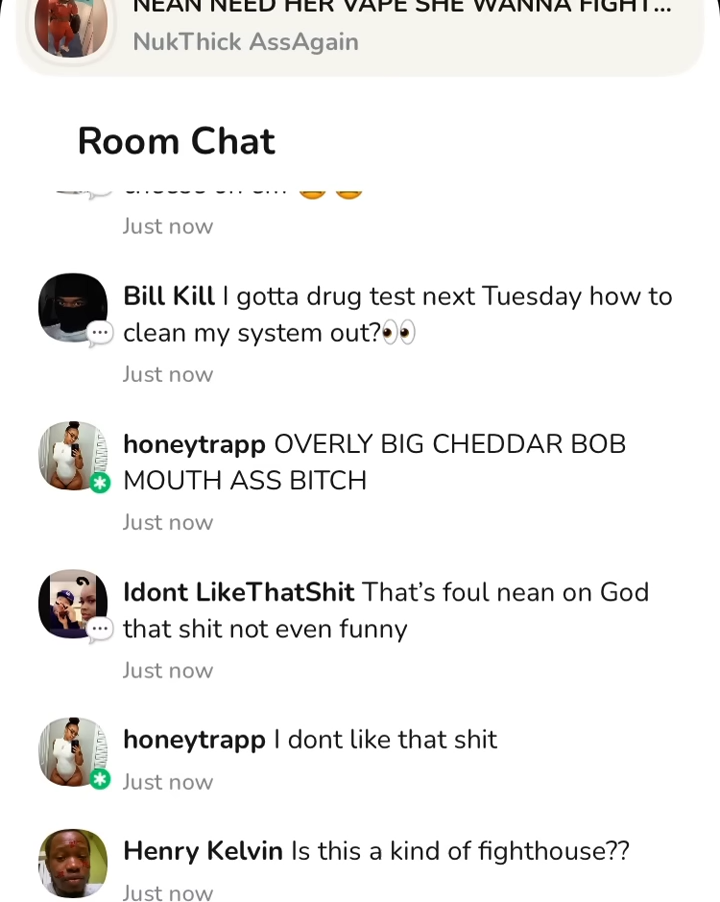 NEAN NEED HER VAPE SHE WANNA FIGHT...
NukThick AssAgain
Room Chat
Just now
Bill Kill I gotta drug test next Tuesday how to
clean my system out?👀
Just now
honeytrapp OVERLY BIG CHEDDAR BOB
MOUTH ASS BITCH
Just now
Idont LikeThatShit That’s foul nean on God
that shit not even funny
Just now
honeytrapp I dont like that shit
Just now
Henry Kelvin Is this a kind of fighthouse??
Just now